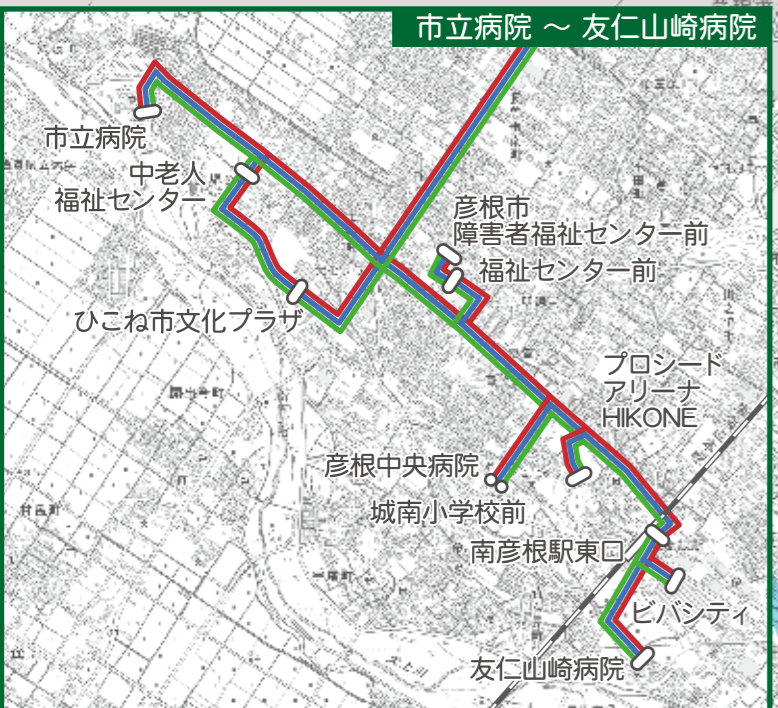 市立病院 ～ 友仁山崎病院
市立病院
中老人
福祉センター
彦根市
障害者福祉センター前
福祉センター前
ひこね市文化プラザ
プロシード
アリーナ
HIKONE
彦根中央病院
城南小学校前
南彦根駅東口
ビバシティ
友仁山崎病院